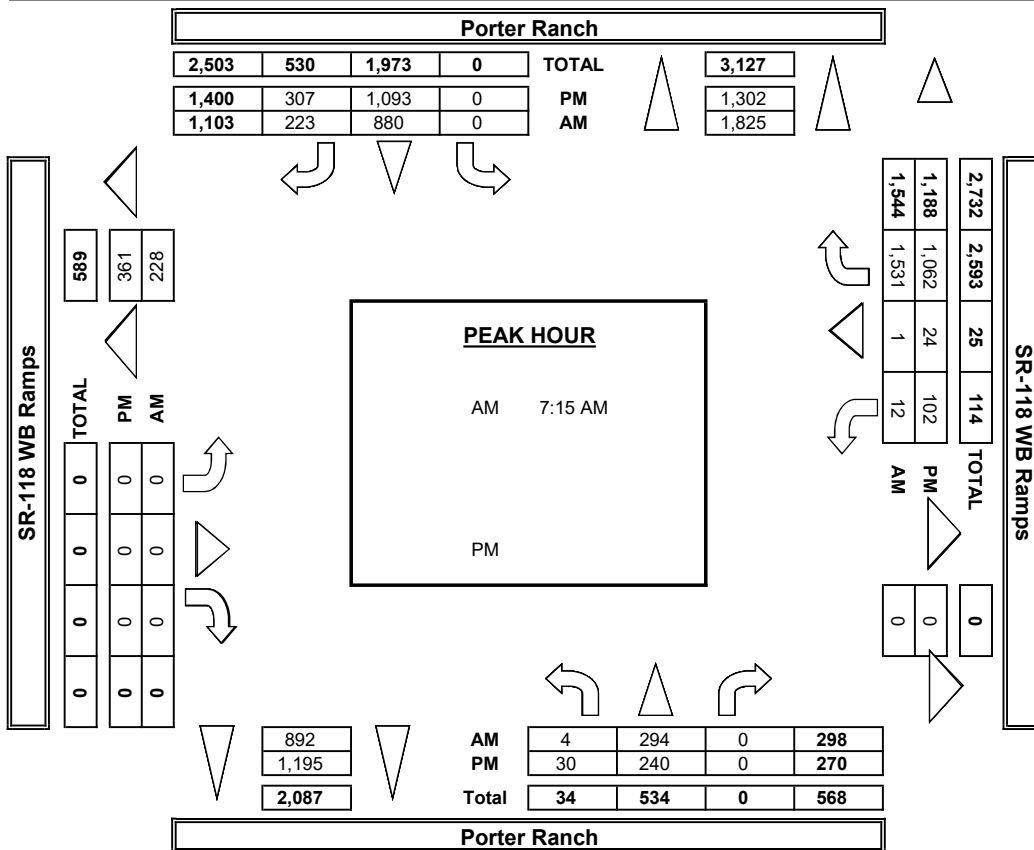 Porter Ranch
2,503 530 1,973 0 TOTAL 3,127
1,400 307 1,093 0 PM 1,302
1,103 223 880 0 AM 1,825
SR-118 WB Ramps
589
361
228
TOTAL 0 0 0 0
PM 0 0 0 0
AM 0 0 0 0
PEAK HOUR
AM 7:15 AM
PM
2,732 2,593 25 114 TOTAL 0
1,188 1,062 24 102 PM 0
1,544 1,531 1 12 AM 0
SR-118 WB Ramps
892 AM 4 294 0 298
1,195 PM 30 240 0 270
2,087 Total 34 534 0 568
Porter Ranch